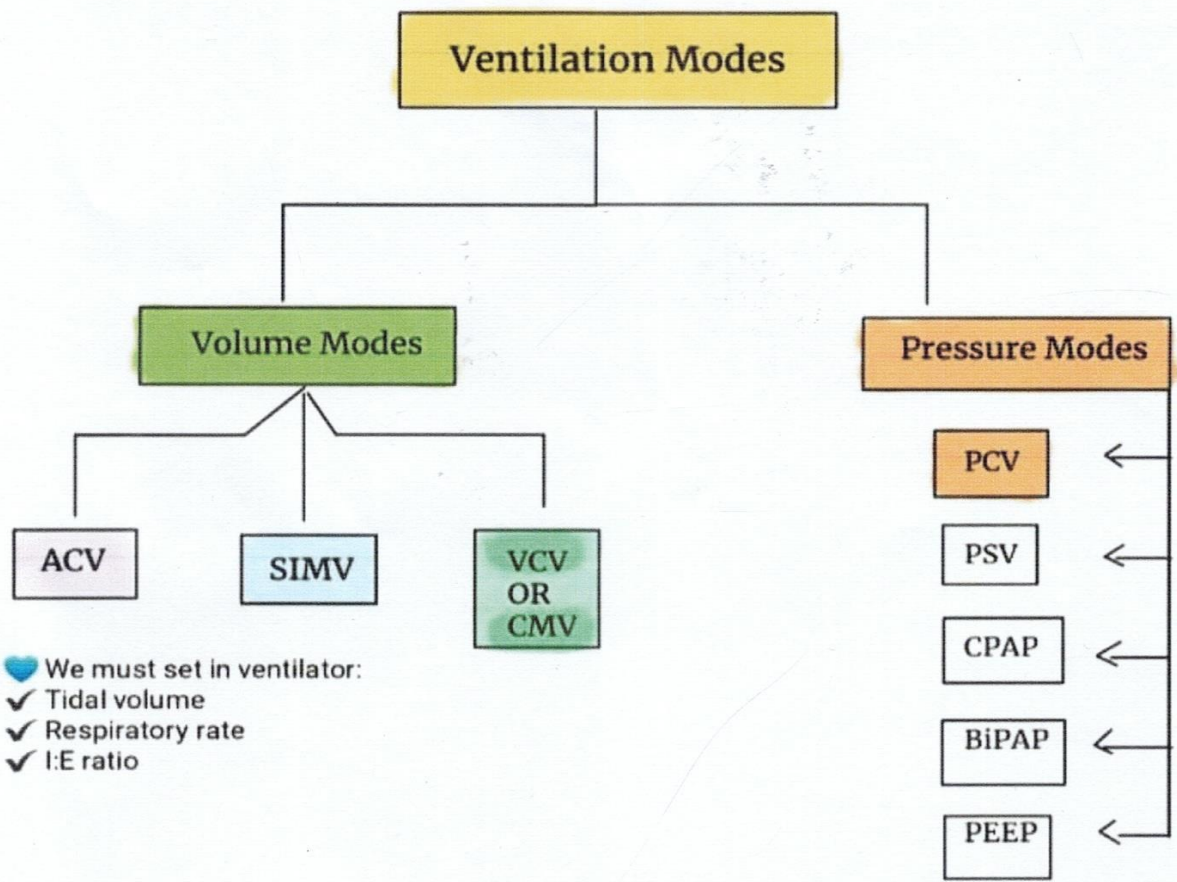 Ventilation Modes
Volume Modes
Pressure Modes
ACV
SIMV
VCV
OR
CMV
PCV
PSV
CPAP
BiPAP
PEEP
We must set in ventilator:
Tidal volume
Respiratory rate
I:E ratio